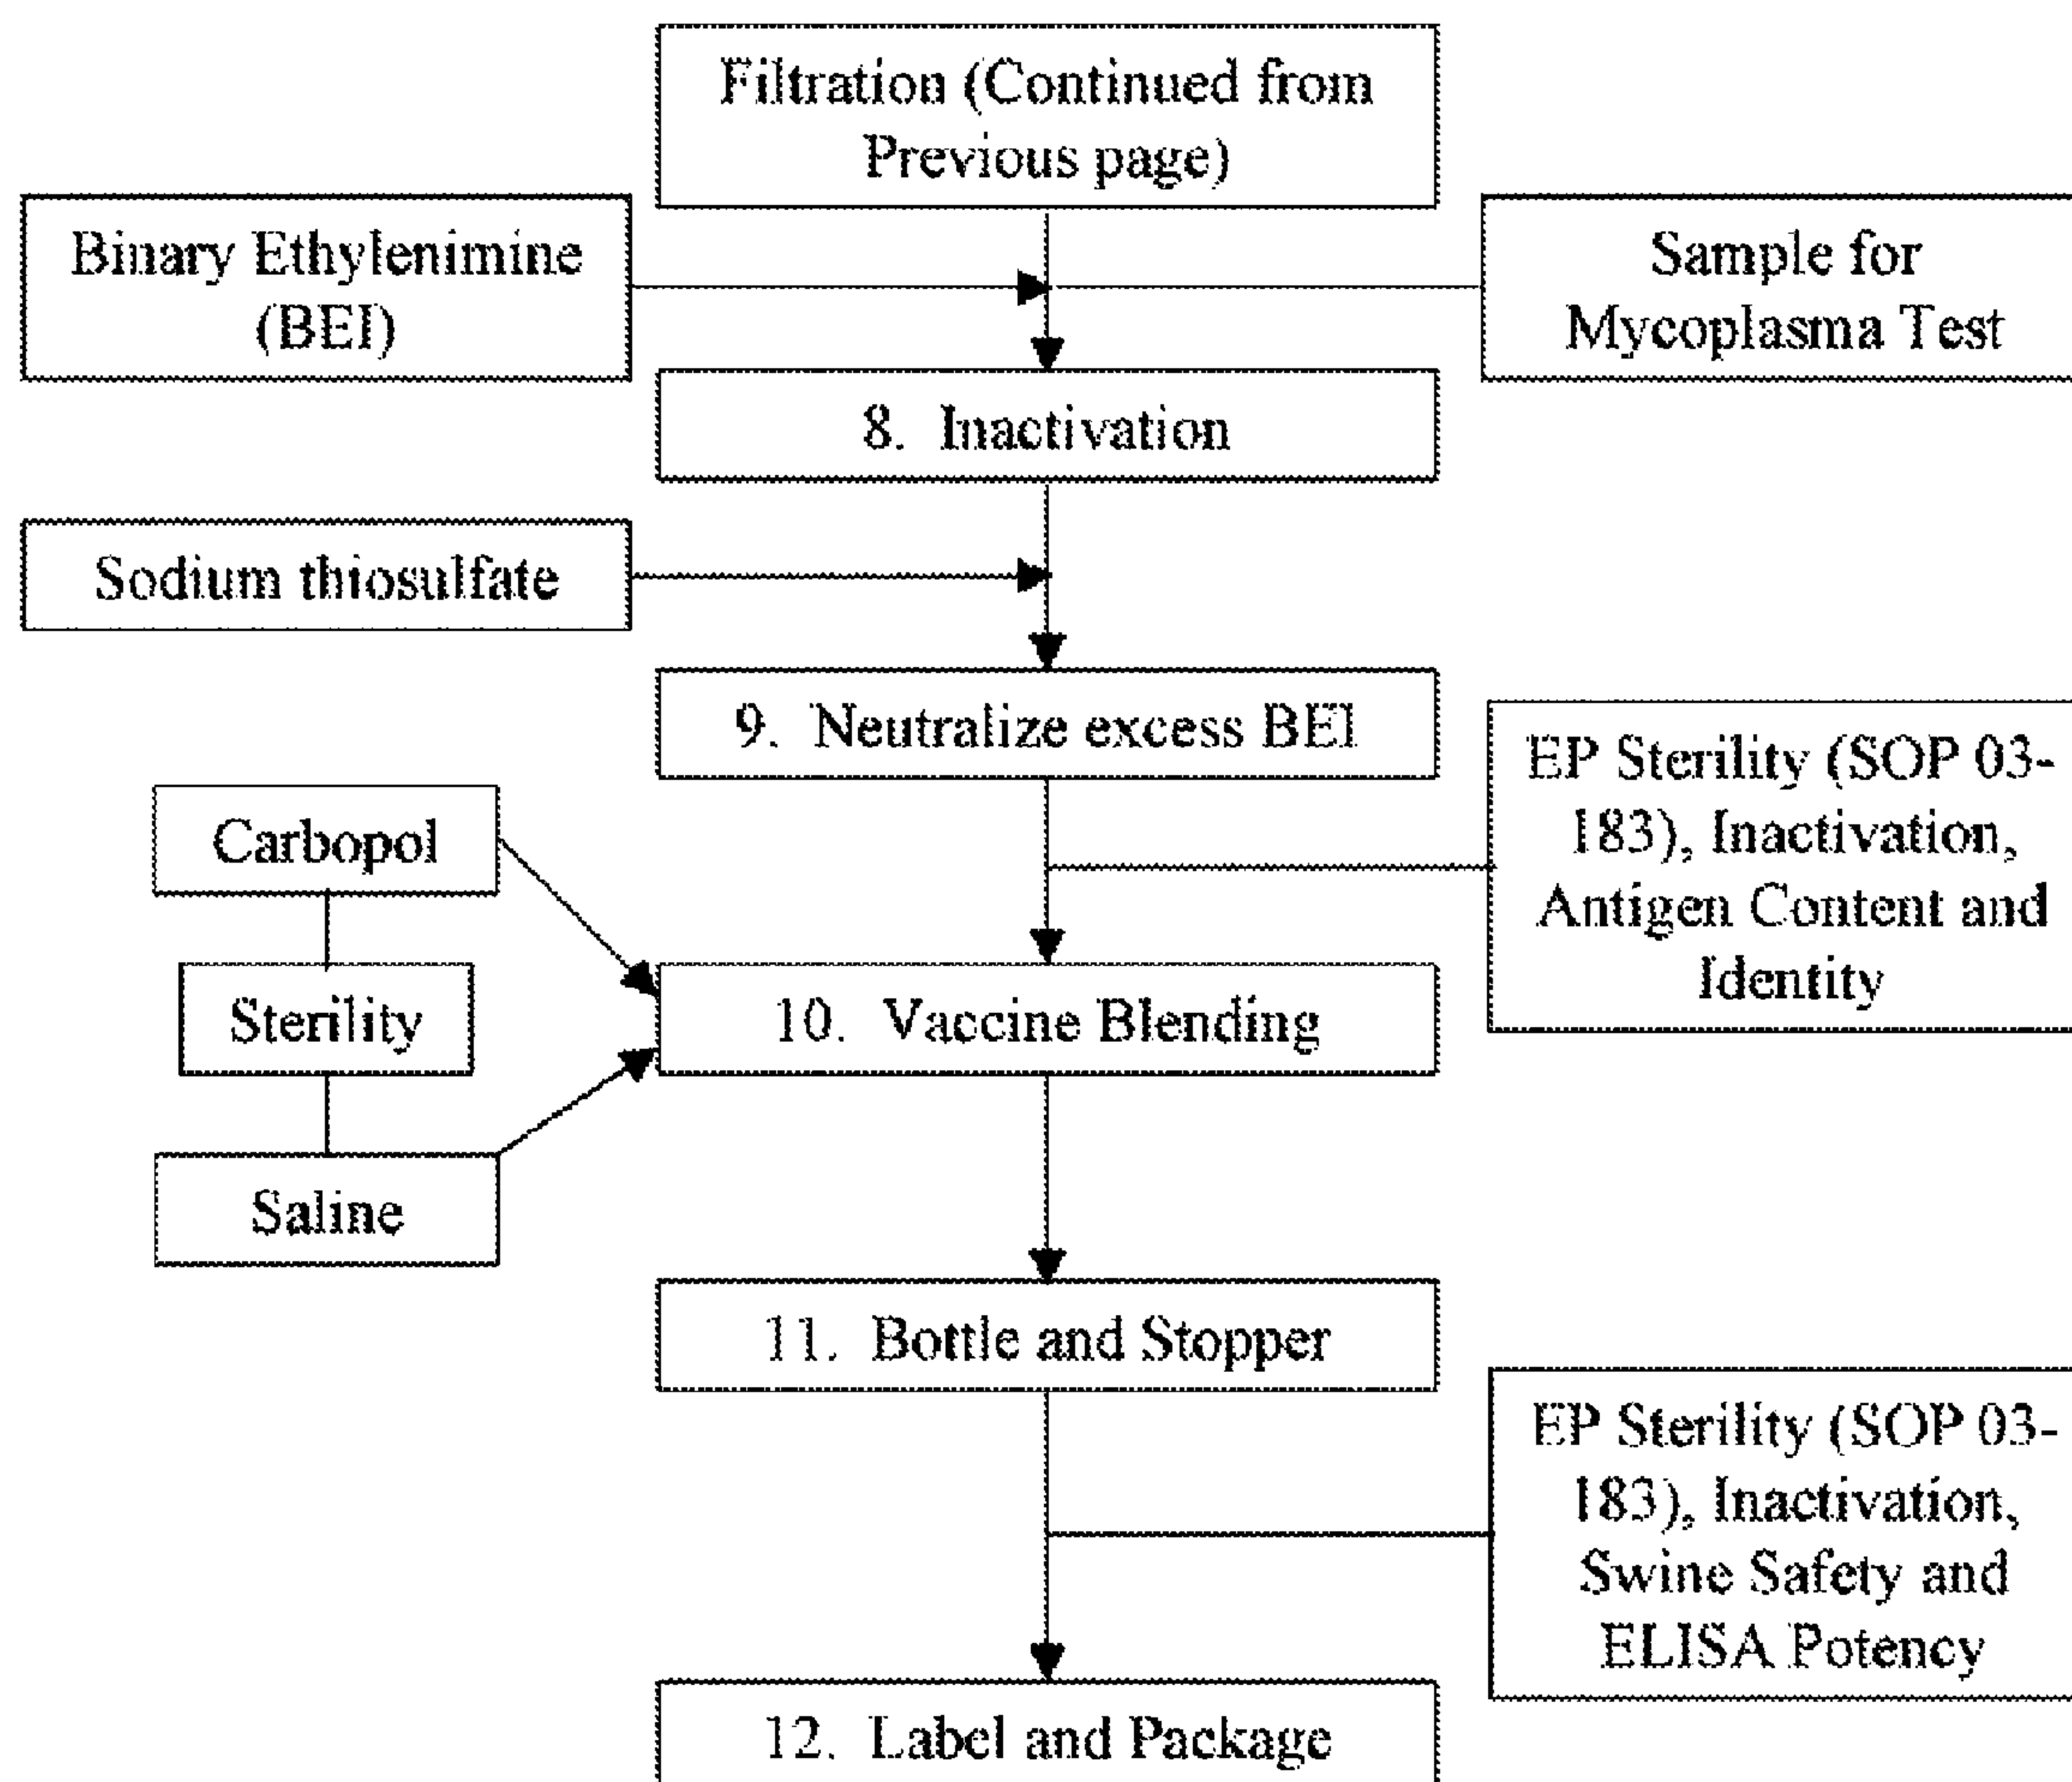 Filtration (Continued from
Previous page)
Binary Ethylenimine
(BEI)
Sample for
Mycoplasma Test
8. Inactivation
Sodium thiosulfate
9. Neutralize excess BEI
EP Sterility (SOP 03-
183), Inactivation,
Antigen Content and
Identity
Carbopol
Sterility
Saline
10. Vaccine Blending
11. Bottle and Stopper
EP Sterility (SOP 03-
183), Inactivation,
Swine Safety and
ELISA Potency
12. Label and Package